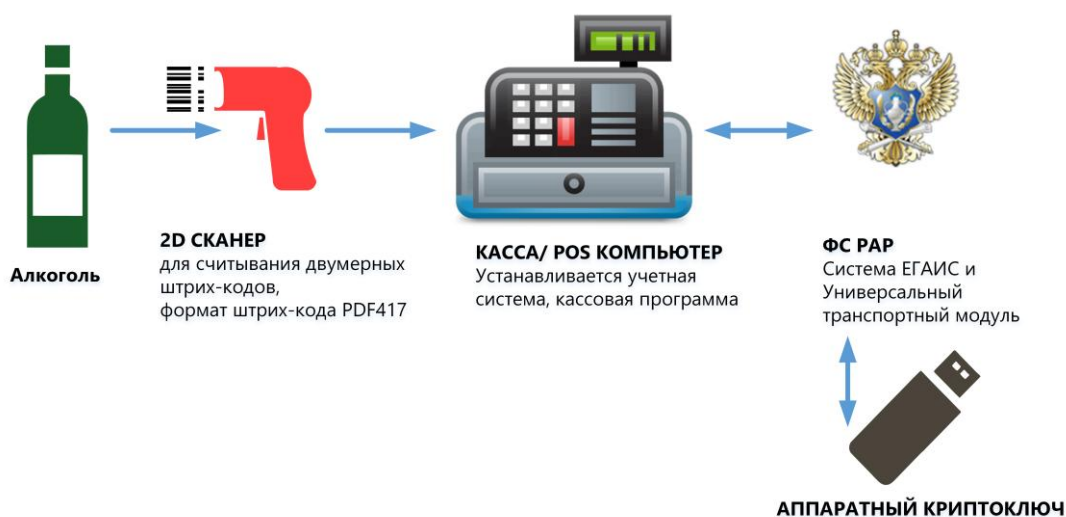 Алкоголь
2D СКАНЕР
для считывания двумерных
штрих-кодов,
формат штрих-кода PDF417
КАССА/ POS КОМПЬЮТЕР
Устанавливается учетная
система, кассовая программа
ФС РАР
Система ЕГАИС и
Универсальный
транспортный модуль
АППАРАТНЫЙ КРИПТОКЛЮЧ